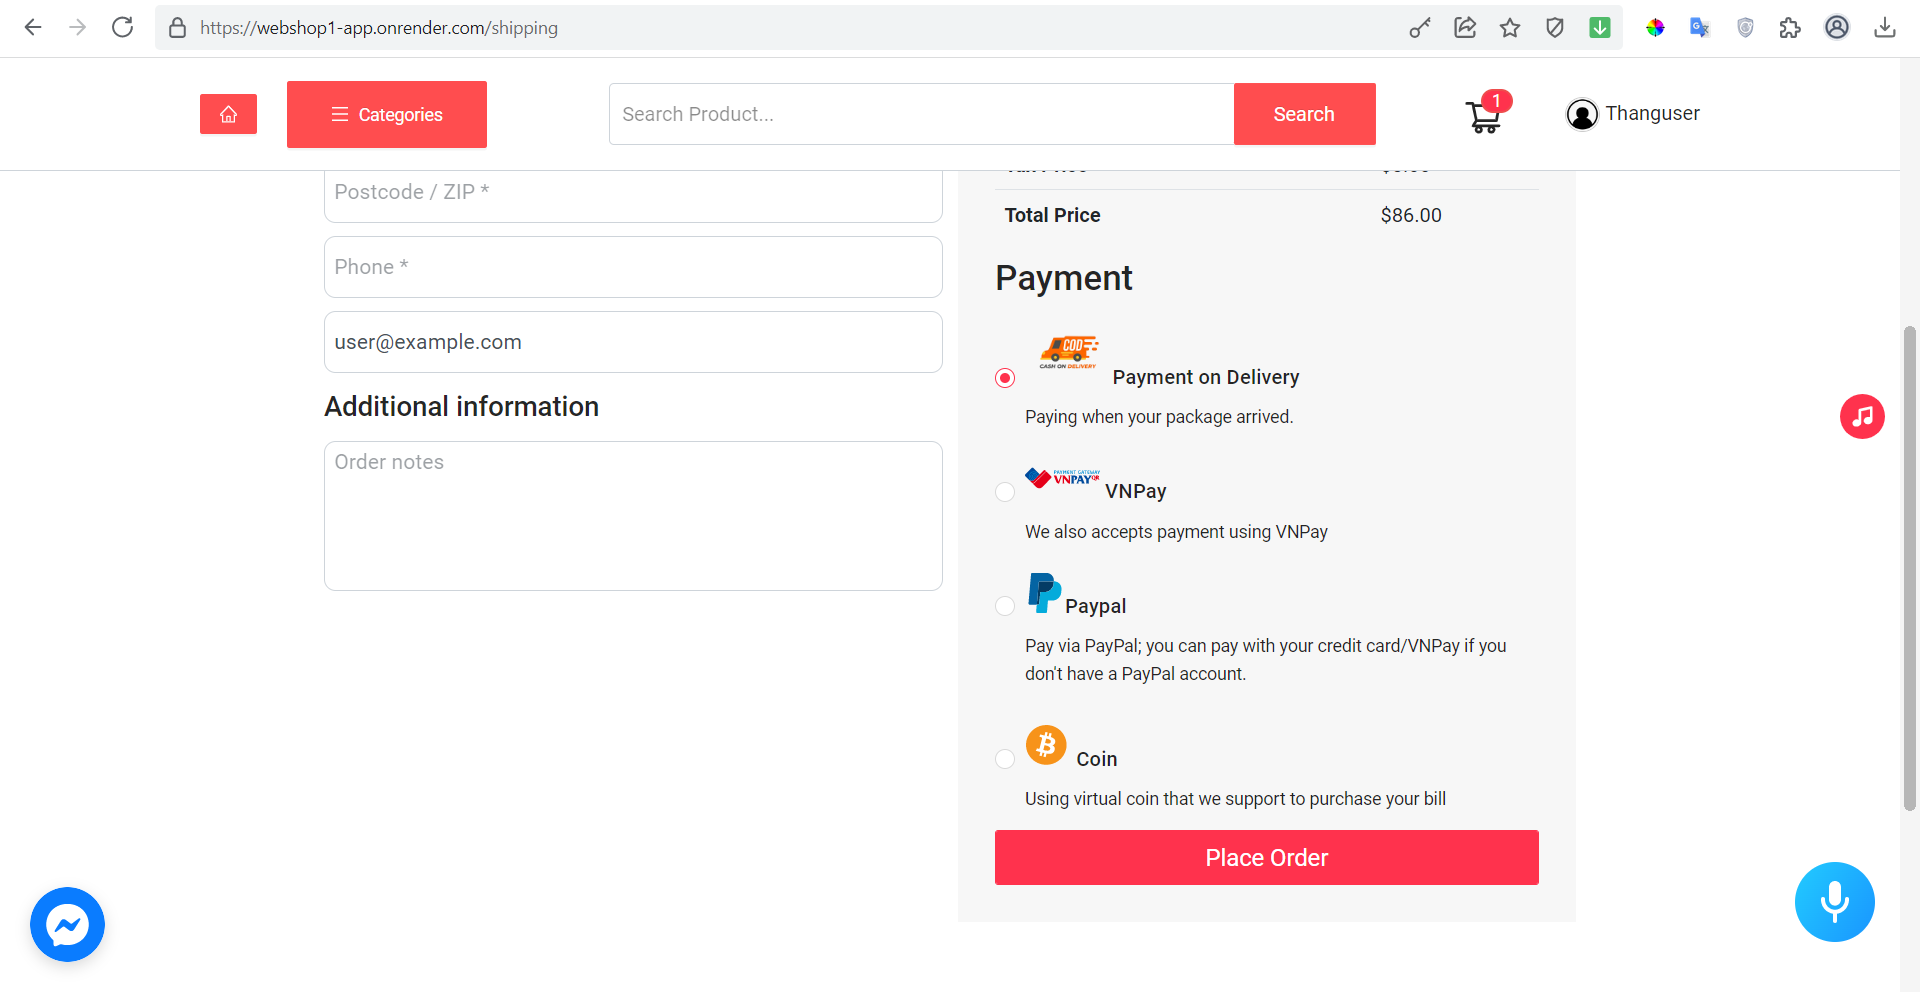 https://webshop1-app.onrender.com/shipping
Categories
Search Product...
Search
1
Thanguser
Postcode / ZIP *
Phone *
user@example.com
Additional information
Order notes
Total Price $86.00
Payment
COD
CASH ON DELIVERY
Payment on Delivery
Paying when your package arrived.
PAYMENT GATEWAY
VNPAYQR
VNPay
We also accepts payment using VNPay
Paypal
Pay via PayPal; you can pay with your credit card/VNPay if you
don't have a PayPal account.
Coin
Using virtual coin that we support to purchase your bill
Place Order